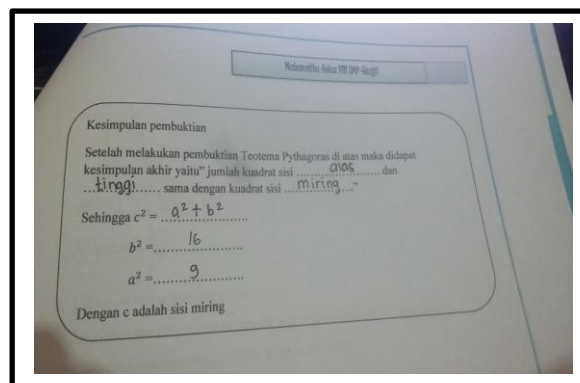 Matematika-Kelas VIII SMP
Kesimpulan pembuktian
Setelah melakukan pembuktian Teotema Pythagoras di atas maka didapat
kesimpulan akhir yaitu" jumlah kuadrat sisi ......alas...... dan
......tinggi...... sama dengan kuadrat sisi ......miring......
Sehingga c² = ......a² + b²......
b² = ......16......
a² = ......9......
Dengan c adalah sisi miring